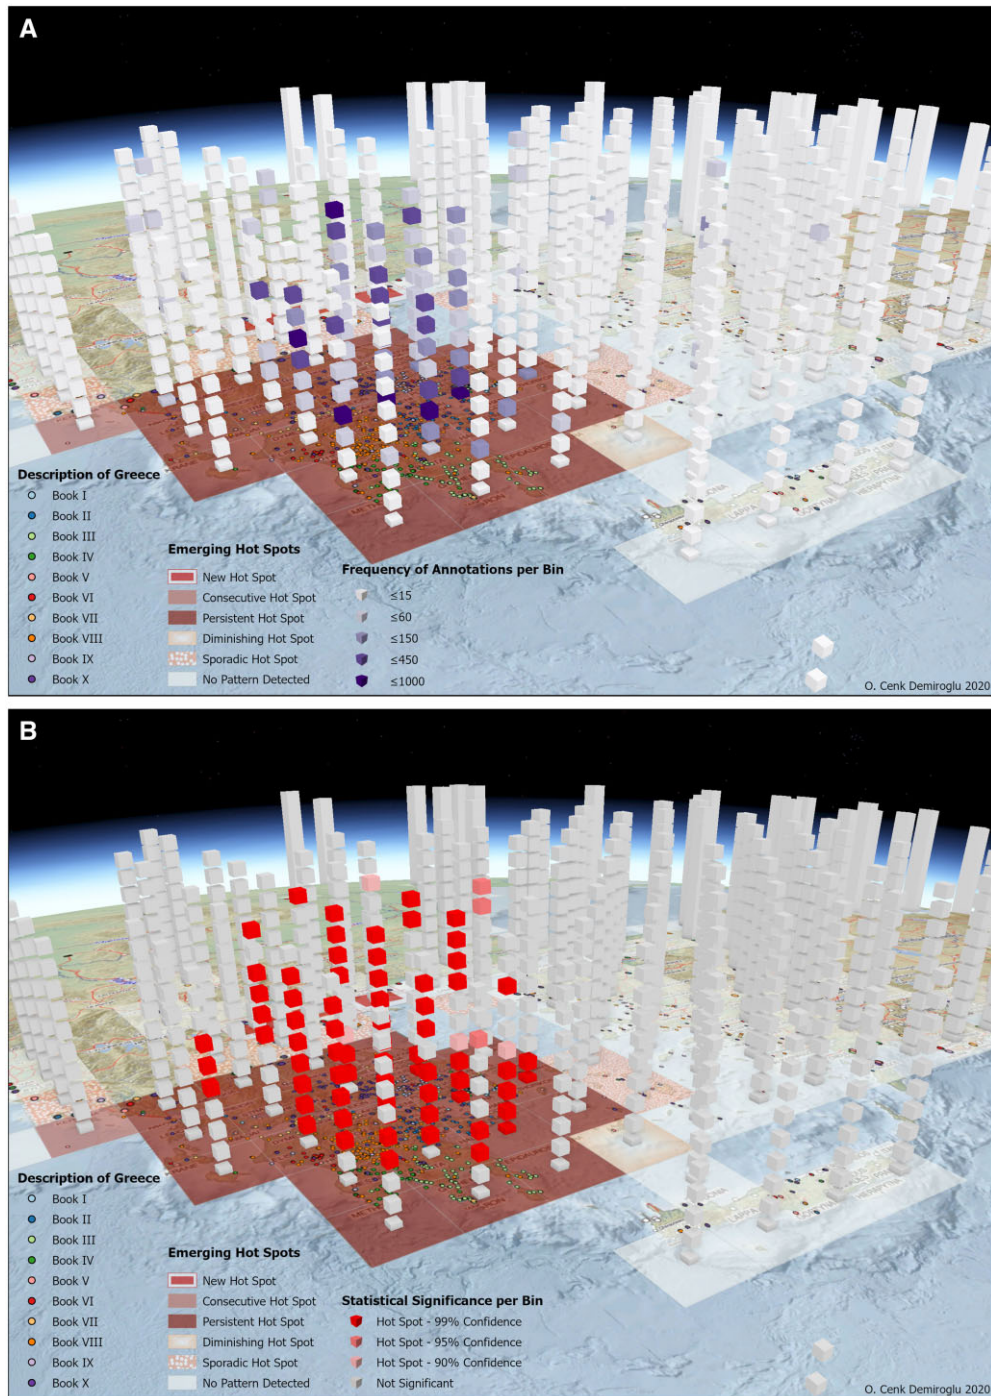 A
Description of Greece
Book I
Book II
Book III
Book IV
Book V
Book VI
Book VII
Book VIII
Book IX
Book X
Emerging Hot Spots
New Hot Spot
Consecutive Hot Spot
Persistent Hot Spot
Diminishing Hot Spot
Sporadic Hot Spot
No Pattern Detected
Frequency of Annotations per Bin
≤15
≤60
≤150
≤450
≤1000
O. Cenk Demiroglu 2020
B
Description of Greece
Book I
Book II
Book III
Book IV
Book V
Book VI
Book VII
Book VIII
Book IX
Book X
Emerging Hot Spots
New Hot Spot
Consecutive Hot Spot
Persistent Hot Spot
Diminishing Hot Spot
Sporadic Hot Spot
No Pattern Detected
Statistical Significance per Bin
Hot Spot - 99% Confidence
Hot Spot - 95% Confidence
Hot Spot - 90% Confidence
Not Significant
O. Cenk Demiroglu 2020